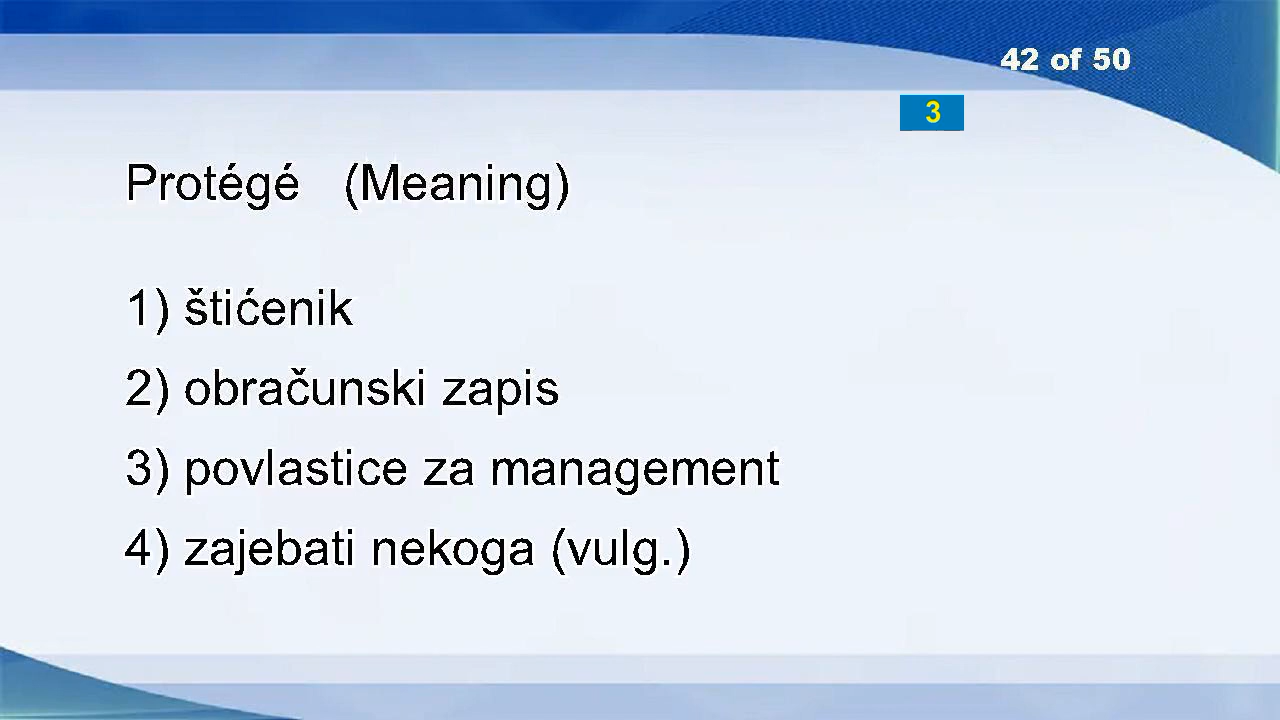 42 of 50
3
Protégé (Meaning)
1) štićenik
2) obračunski zapis
3) povlastice za management
4) zajebati nekoga (vulg.)